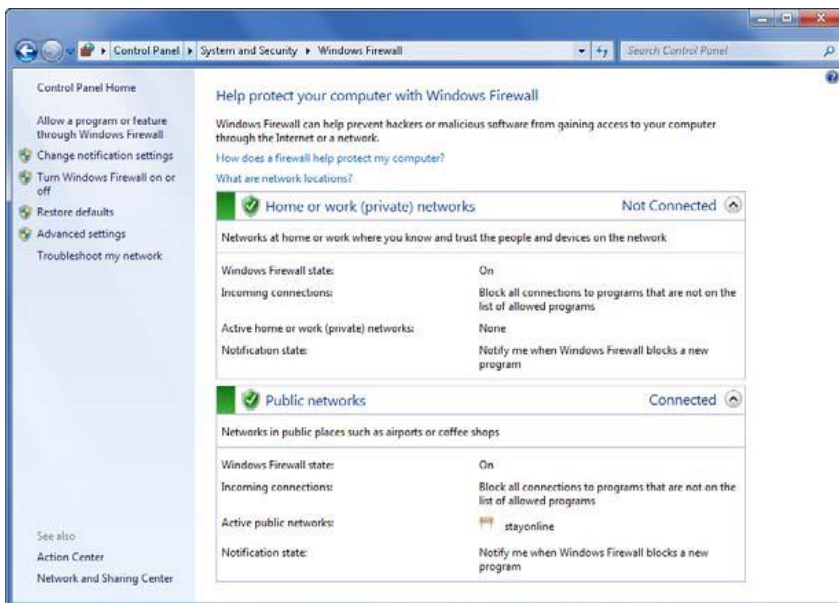 Control Panel ▸ System and Security ▸ Windows Firewall
Search Control Panel
Control Panel Home
Allow a program or feature
through Windows Firewall
Change notification settings
Turn Windows Firewall on or
off
Restore defaults
Advanced settings
Troubleshoot my network
See also
Action Center
Network and Sharing Center
Help protect your computer with Windows Firewall
Windows Firewall can help prevent hackers or malicious software from gaining access to your computer
through the Internet or a network.
How does a firewall help protect my computer?
What are network locations?
Home or work (private) networks Not Connected
Networks at home or work where you know and trust the people and devices on the network
Windows Firewall state: On
Incoming connections: Block all connections to programs that are not on the
list of allowed programs
Active home or work (private) networks: None
Notification state: Notify me when Windows Firewall blocks a new
program
Public networks Connected
Networks in public places such as airports or coffee shops
Windows Firewall state: On
Incoming connections: Block all connections to programs that are not on the
list of allowed programs
Active public networks: stayonline
Notification state: Notify me when Windows Firewall blocks a new
program